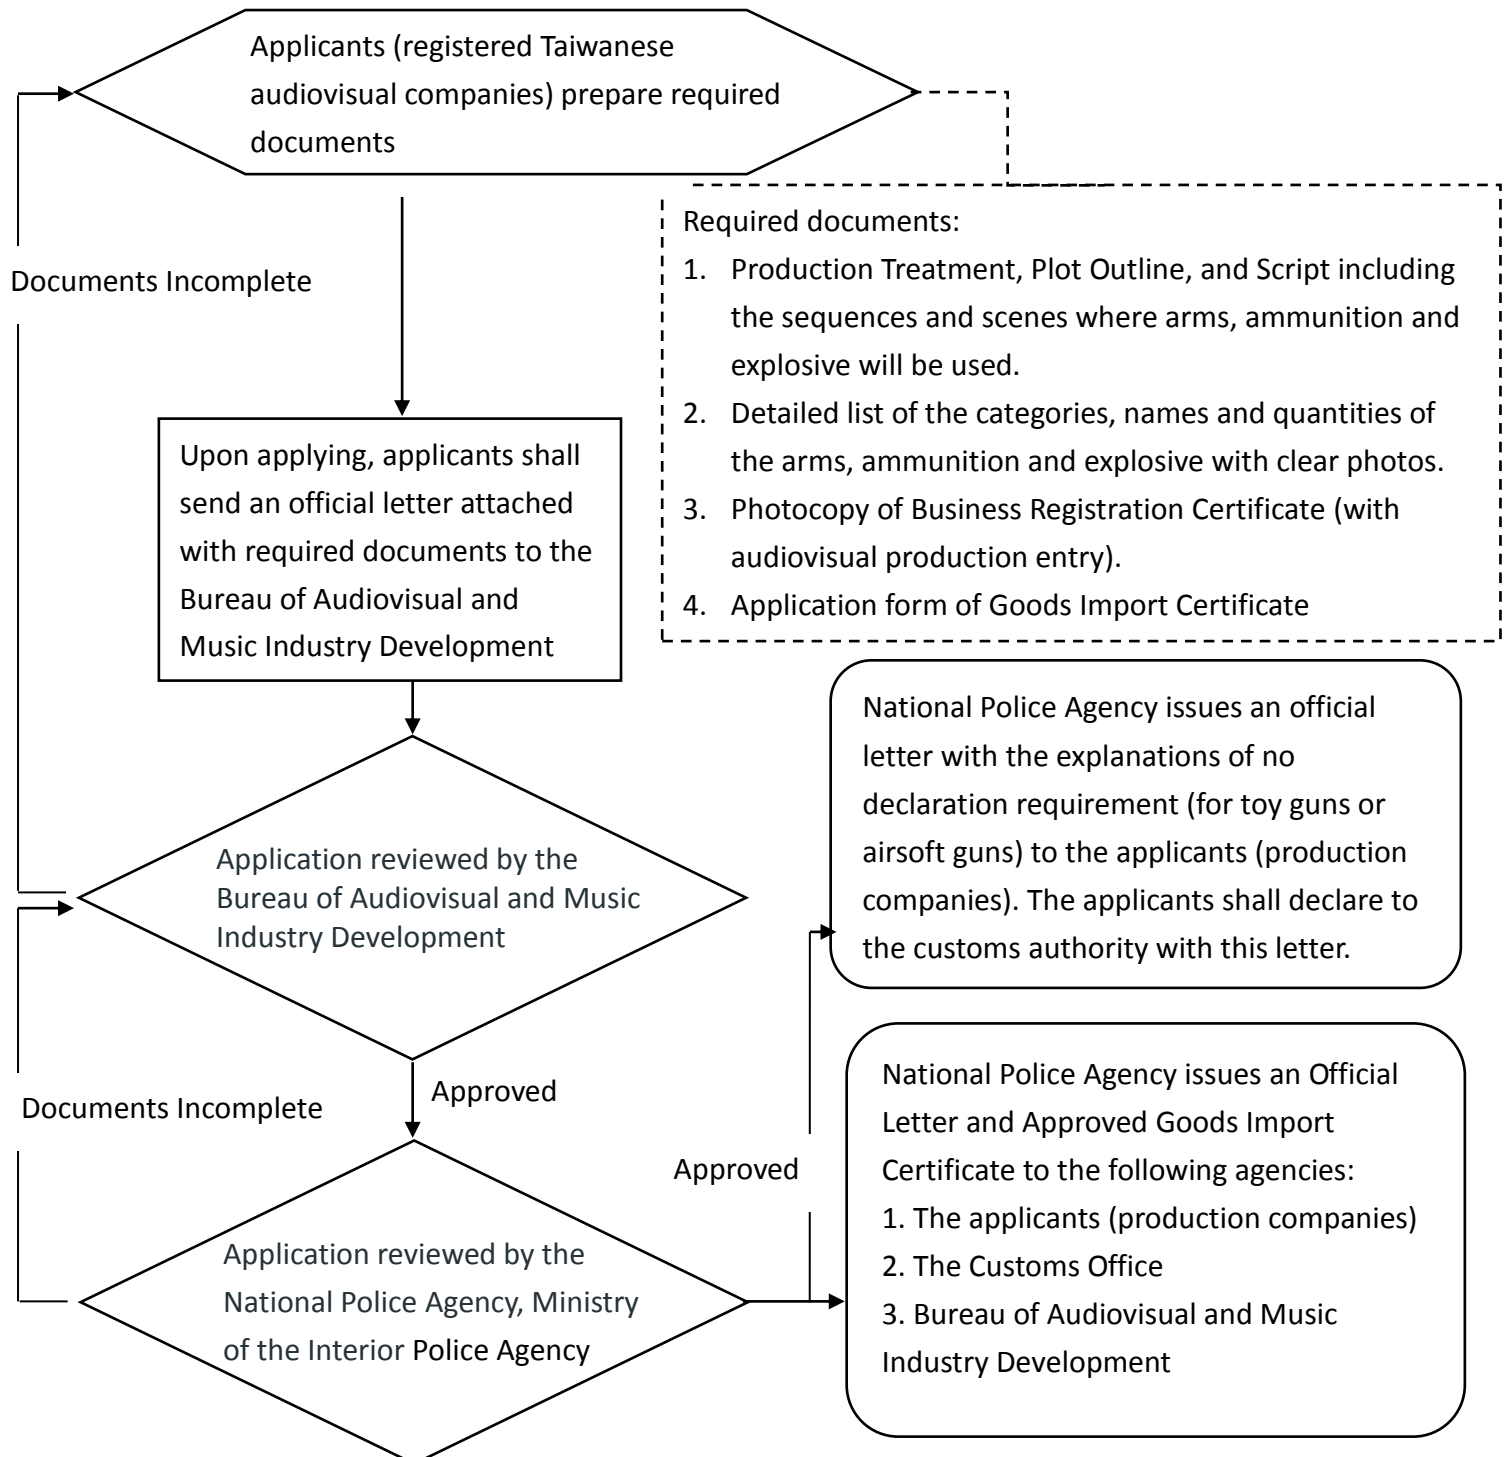 Applicants (registered Taiwanese
audiovisual companies) prepare required
documents
Documents Incomplete
Required documents:
1. Production Treatment, Plot Outline, and Script including
the sequences and scenes where arms, ammunition and
explosive will be used.
2. Detailed list of the categories, names and quantities of
the arms, ammunition and explosive with clear photos.
3. Photocopy of Business Registration Certificate (with
audiovisual production entry).
4. Application form of Goods Import Certificate
Upon applying, applicants shall
send an official letter attached
with required documents to the
Bureau of Audiovisual and
Music Industry Development
National Police Agency issues an official
letter with the explanations of no
declaration requirement (for toy guns or
airsoft guns) to the applicants (production
companies). The applicants shall declare to
the customs authority with this letter.
Application reviewed by the
Bureau of Audiovisual and Music
Industry Development
Approved
Documents Incomplete
National Police Agency issues an Official
Letter and Approved Goods Import
Certificate to the following agencies:
1. The applicants (production companies)
2. The Customs Office
3. Bureau of Audiovisual and Music
Industry Development
Approved
Application reviewed by the
National Police Agency, Ministry
of the Interior Police Agency